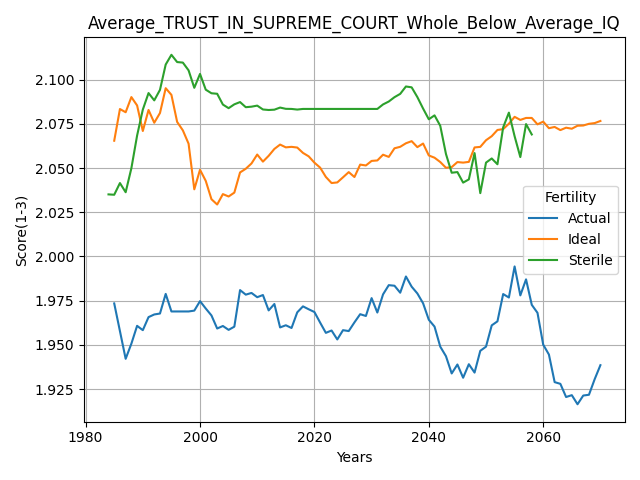 Average_TRUST_IN_SUPREME_COURT_Whole_Below_Average_IQ
Score(1-3)
2.100
2.075
2.050
2.025
2.000
1.975
1.950
1.925
Fertility
Actual
Ideal
Sterile
1980
2000
2020
2040
2060
Years